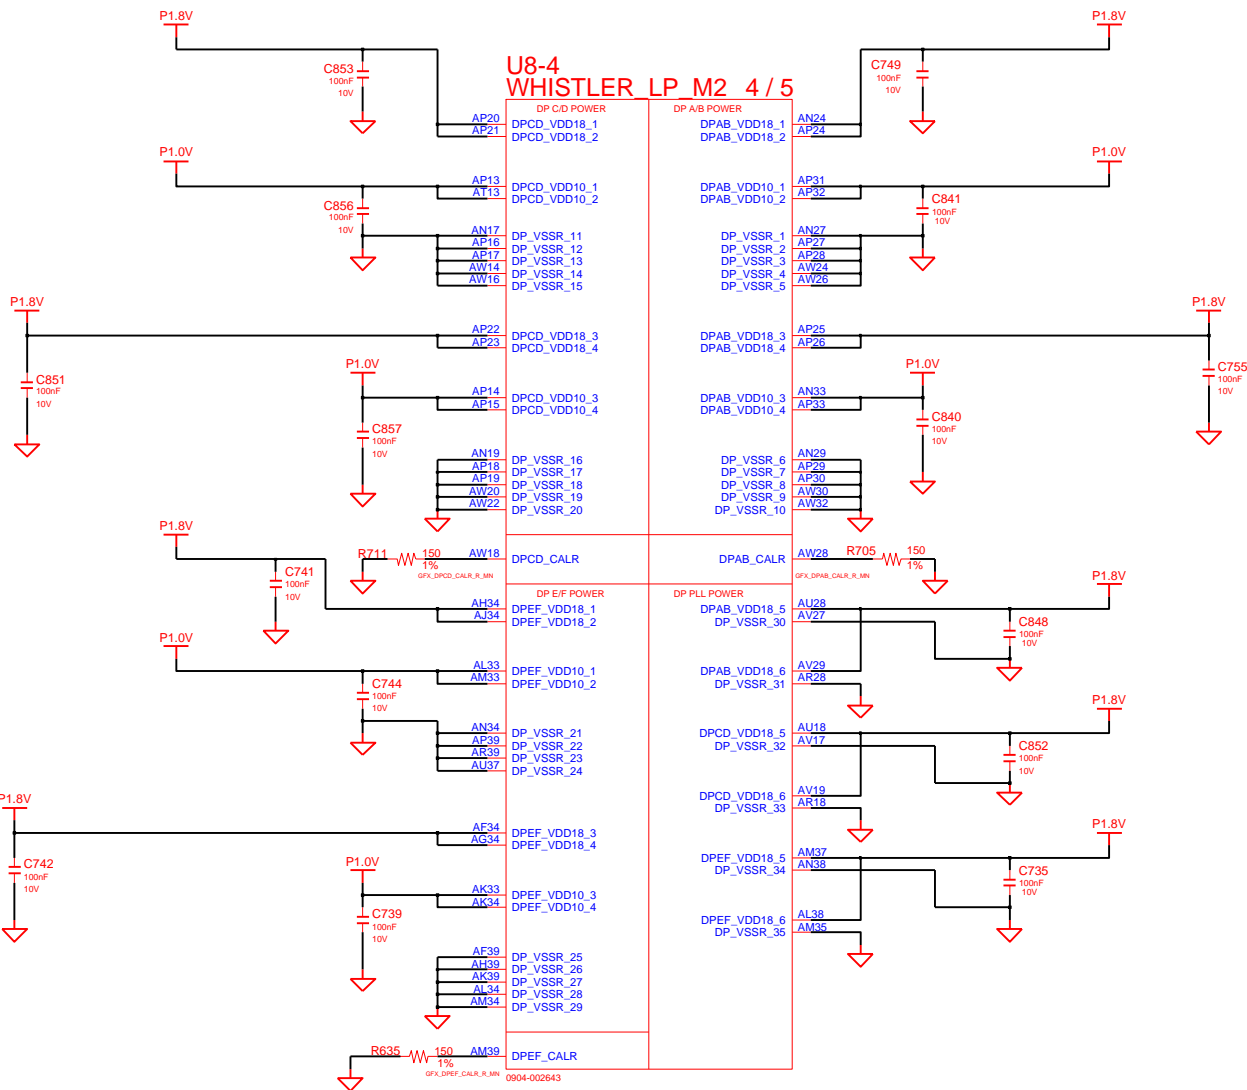 U8-4
WHISTLER_LP_M2 4 / 5
DP C/D POWER
DP A/B POWER
P1.8V
C853
100nF
10V
AP20 DPCD_VDD18_1
AP21 DPCD_VDD18_2
P1.0V
C856
100nF
10V
AP13 DPCD_VDD10_1
AT13 DPCD_VDD10_2
AN17 DP_VSSR_11
AP16 DP_VSSR_12
AP17 DP_VSSR_13
AW14 DP_VSSR_14
AW16 DP_VSSR_15
P1.8V
C851
100nF
10V
AP22 DPCD_VDD18_3
AP23 DPCD_VDD18_4
P1.0V
C857
100nF
10V
AP14 DPCD_VDD10_3
AP15 DPCD_VDD10_4
AN19 DP_VSSR_16
AP18 DP_VSSR_17
AP19 DP_VSSR_18
AW20 DP_VSSR_19
AW22 DP_VSSR_20
R711 150 AW18 DPCD_CALR
1%
GFX_DPCD_CALR_R_MN
P1.8V
C749
100nF
10V
DPAB_VDD18_1 AN24
DPAB_VDD18_2 AP24
P1.0V
C841
100nF
10V
DPAB_VDD10_1 AP31
DPAB_VDD10_2 AP32
DP_VSSR_1 AN27
DP_VSSR_2 AP27
DP_VSSR_3 AP28
DP_VSSR_4 AW24
DP_VSSR_5 AW26
P1.8V
C755
100nF
10V
DPAB_VDD18_3 AP25
DPAB_VDD18_4 AP26
P1.0V
C840
100nF
10V
DPAB_VDD10_3 AN33
DPAB_VDD10_4 AP33
DP_VSSR_6 AN29
DP_VSSR_7 AP29
DP_VSSR_8 AP30
DP_VSSR_9 AW30
DP_VSSR_10 AW32
DPAB_CALR AW28 R705 150
1%
GFX_DPAB_CALR_R_MN
DP E/F POWER
DP PLL POWER
P1.8V
C741
100nF
10V
AH34 DPEF_VDD18_1
AJ34 DPEF_VDD18_2
P1.0V
C744
100nF
10V
AL33 DPEF_VDD10_1
AM33 DPEF_VDD10_2
AN34 DP_VSSR_21
AP39 DP_VSSR_22
AR39 DP_VSSR_23
AU37 DP_VSSR_24
P1.8V
C742
100nF
10V
AF34 DPEF_VDD18_3
AG34 DPEF_VDD18_4
P1.0V
C739
100nF
10V
AK33 DPEF_VDD10_3
AK34 DPEF_VDD10_4
AF39 DP_VSSR_25
AH39 DP_VSSR_26
AK39 DP_VSSR_27
AL34 DP_VSSR_28
AM34 DP_VSSR_29
R635 150 AM39 DPEF_CALR
1%
GFX_DPEF_CALR_R_MN
P1.8V
C848
100nF
10V
DPAB_VDD18_5 AU28
DP_VSSR_30 AV27
DPAB_VDD18_6 AV29
DP_VSSR_31 AR28
P1.8V
C852
100nF
10V
DPCD_VDD18_5 AU18
DP_VSSR_32 AV17
DPCD_VDD18_6 AV19
DP_VSSR_33 AR18
P1.8V
C735
100nF
10V
DPEF_VDD18_5 AM37
DP_VSSR_34 AN38
DPEF_VDD18_6 AL38
DP_VSSR_35 AM35
0904-002643